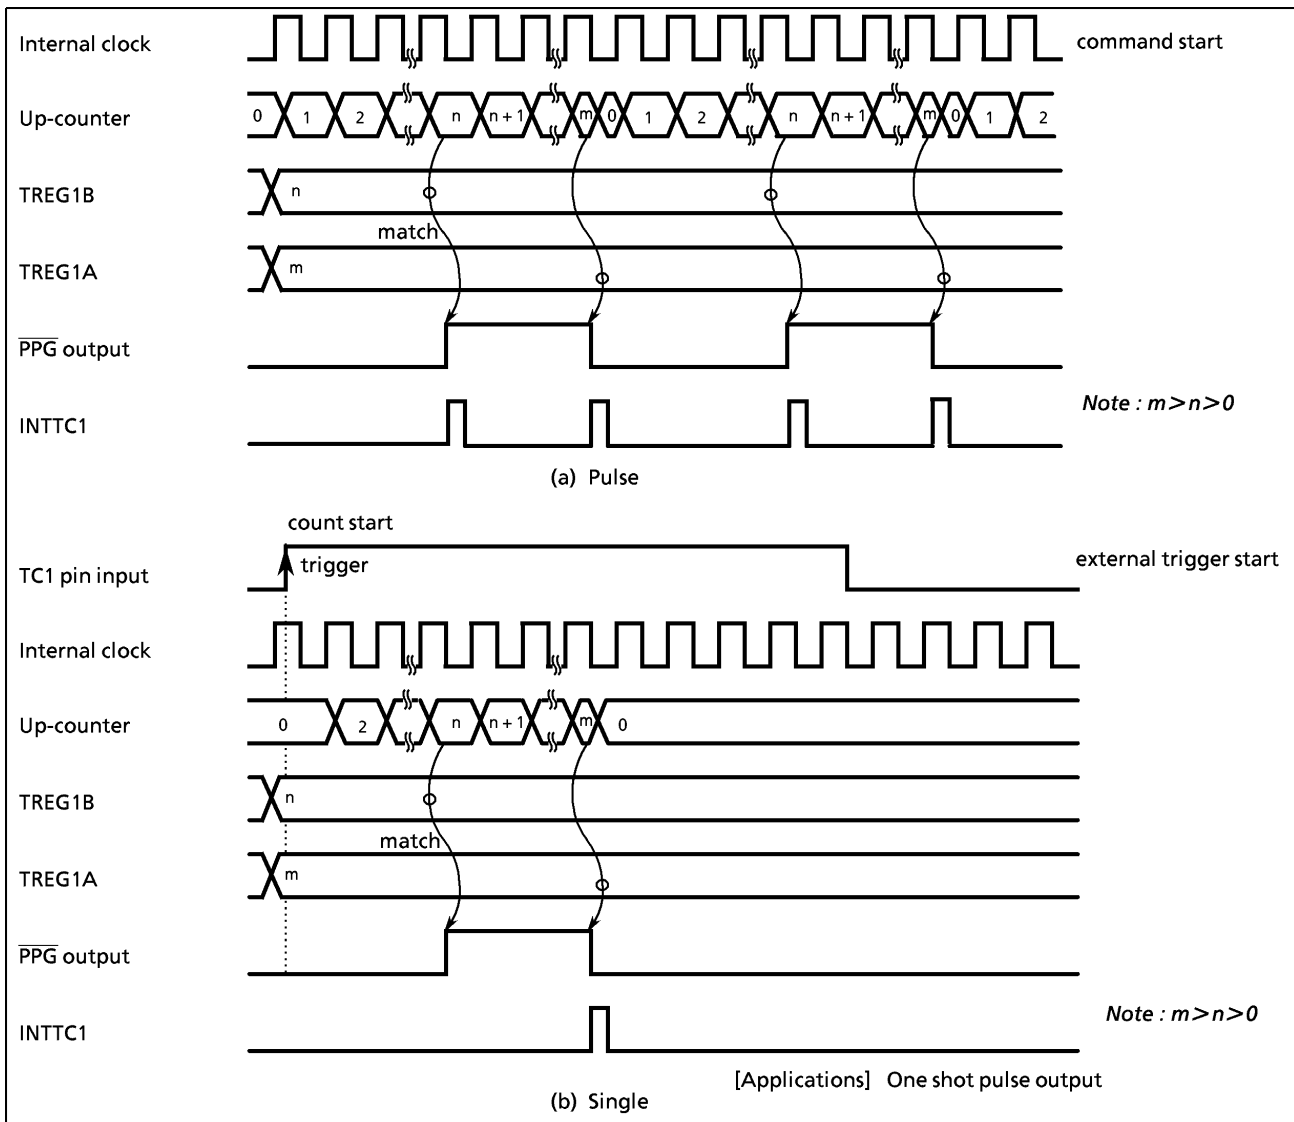 Internal clock
command start
Up-counter
0 1 2 n n + 1 m 0 1 2 n n + 1 m 0 1 2
TREG1B
n
match
TREG1A
m
PPG output
Note : m>n>0
INTTC1
(a) Pulse
count start
trigger
TC1 pin input
external trigger start
Internal clock
Up-counter
0 2 n n + 1 m 0
TREG1B
n
match
TREG1A
m
PPG output
Note : m>n>0
INTTC1
[Applications] One shot pulse output
(b) Single